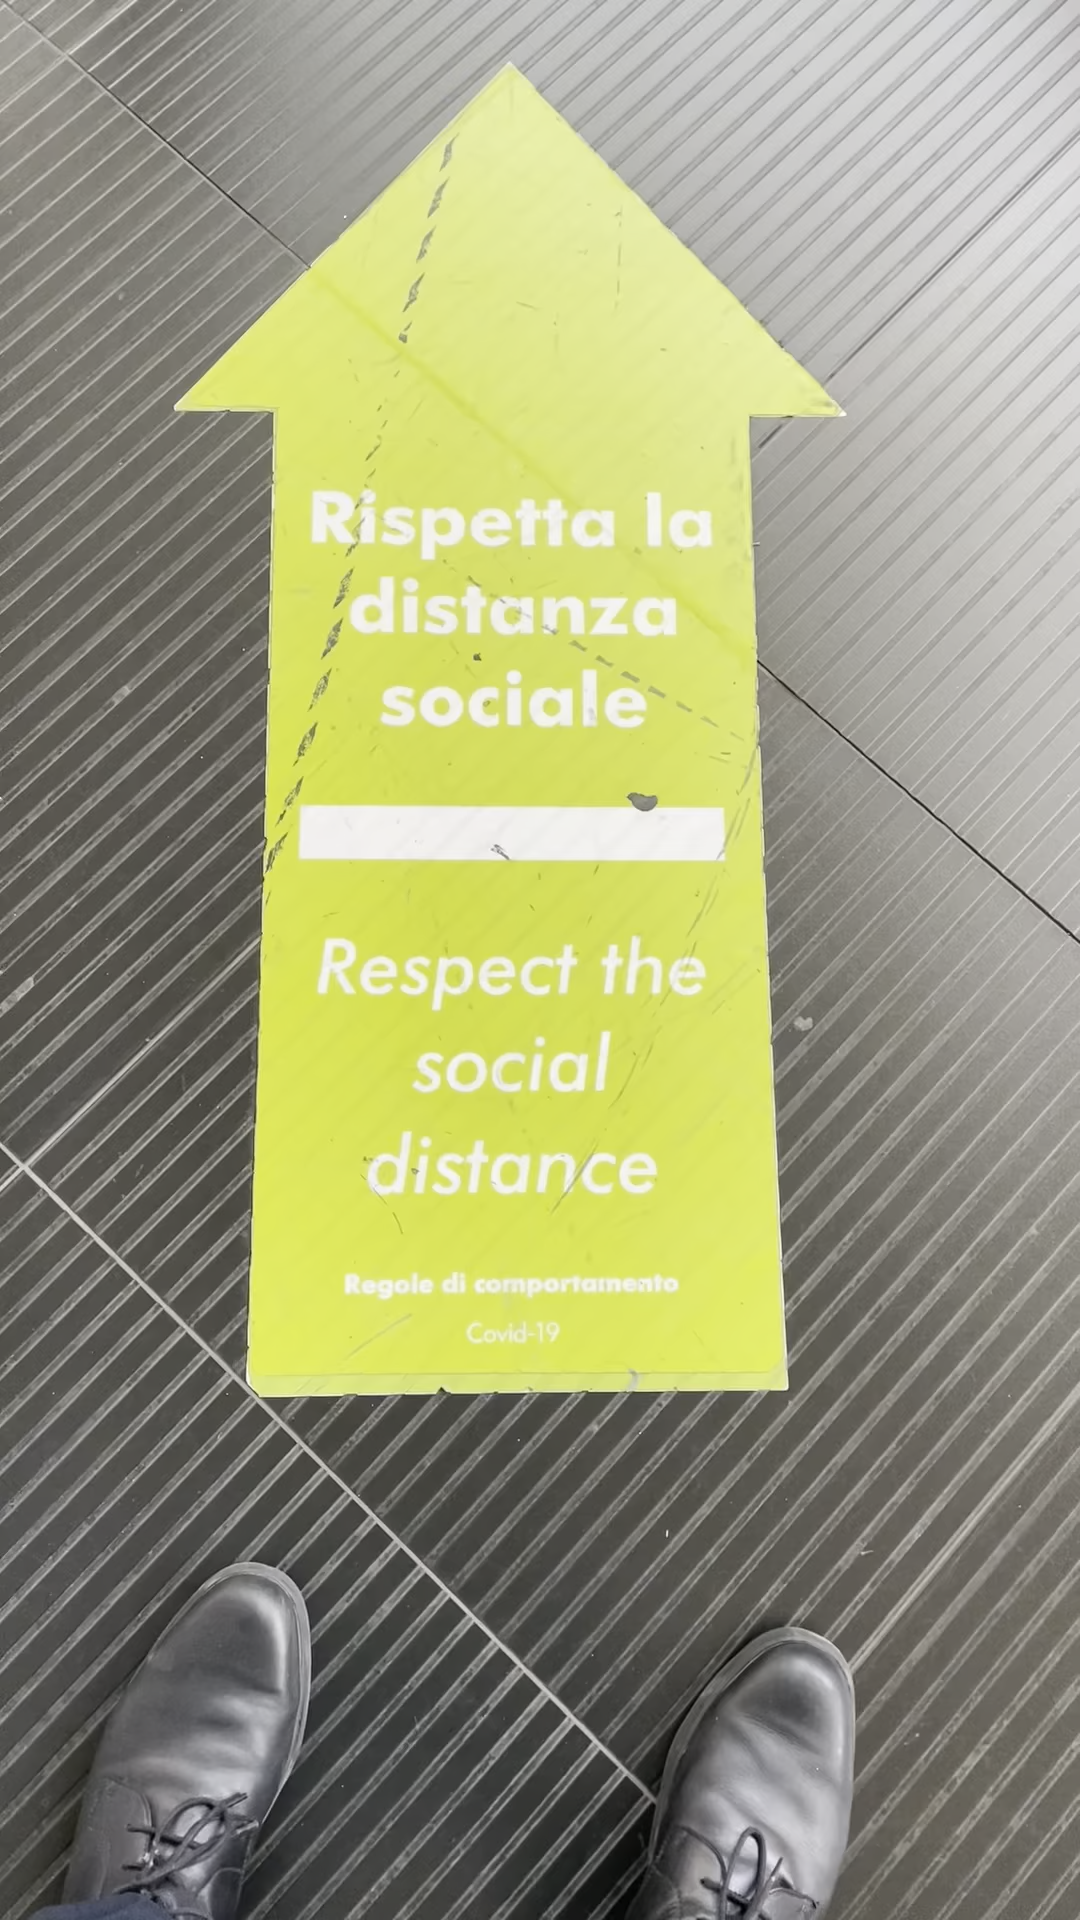 Rispetta la
distanza
sociale
Respect the
social
distance
Regole di comportamento
Covid-19